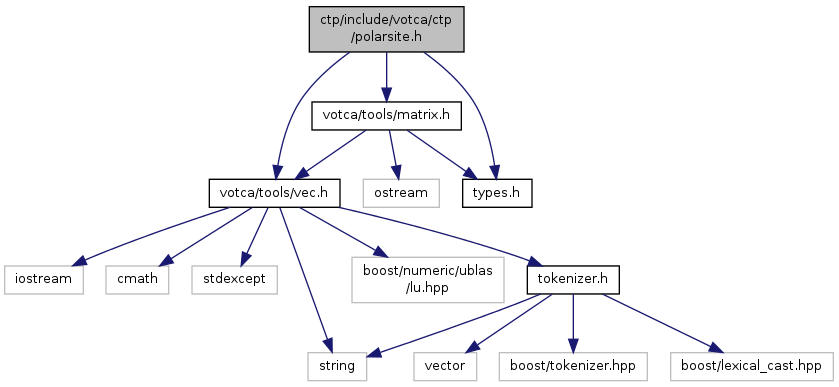 ctp/include/votca/ctp
/polarsite.h
votca/tools/matrix.h
votca/tools/vec.h
ostream
types.h
iostream
cmath
stdexcept
boost/numeric/ublas
/lu.hpp
tokenizer.h
string
vector
boost/tokenizer.hpp
boost/lexical_cast.hpp